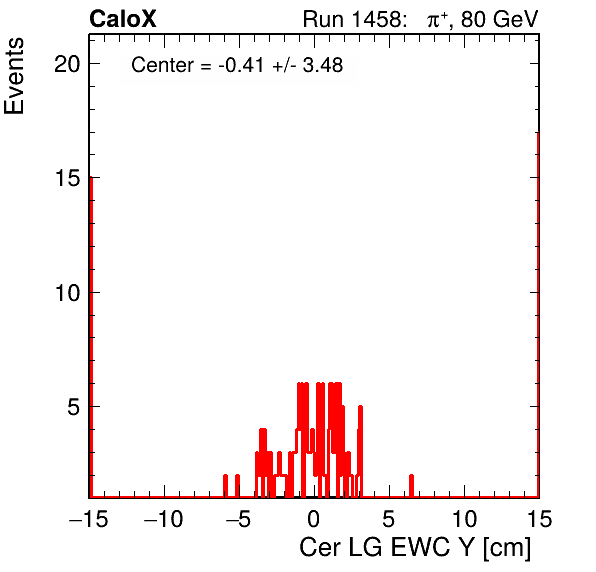 CaloX Run 1458: π⁺, 80 GeV
Events
Center = -0.41 +/- 3.48
20
15
10
5
−15 −10 −5 0 5 10 15
Cer LG EWC Y [cm]